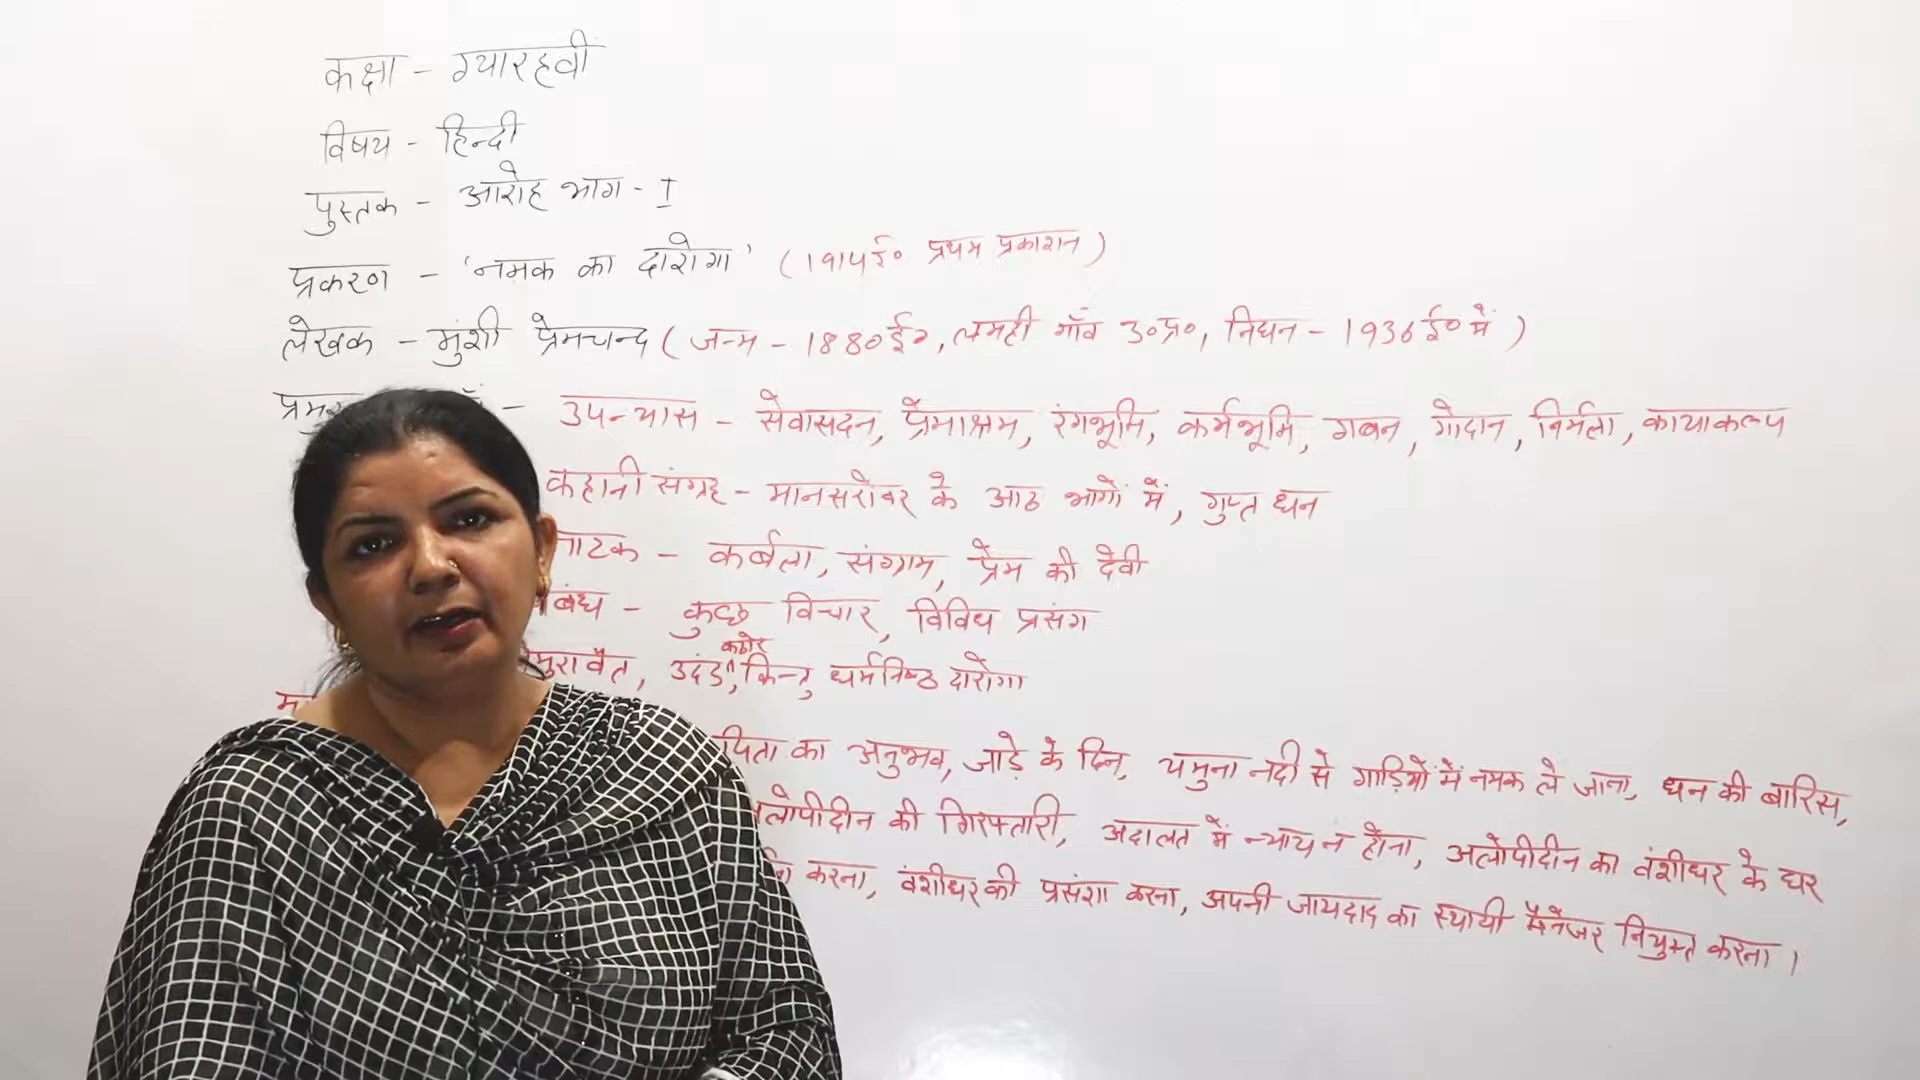 कक्षा - ग्यारहवी
विषय - हिन्दी
पुस्तक - आरोह भाग - I
प्रकरण - 'नमक का दारोगा' (1914ई० प्रथम प्रकाशन)
लेखक - मुंशी प्रेमचन्द (जन्म - 1880ई०, लमही गाँव उ०प्र०, निधन - 1936ई० में)
उपन्यास - सेवासदन, प्रेमाश्रम, रंगभूमि, कर्मभूमि, गबन, गोदान, निर्मला, कायाकल्प
कहानी संग्रह - मानसरोवर के आठ भागों में, गुप्त धन
नाटक - कर्बला, संग्राम, प्रेम की देवी
- कुछ विचार, विविध प्रसंग
उदंड, कठोर किन्तु धर्मनिष्ठ दारोगा
पिता का अनुभव, जाड़े के दिन, यमुना नदी से गाड़ियों में नमक ले जाना, धन की बारिस,
की गिरफ्तारी, अदालत में न्याय न होना, अलोपीदीन का वंशीधर के घर
करना, वंशीधर की प्रसंशा करना, अपनी जायदाद का स्थायी मैनेजर नियुक्त करना ।